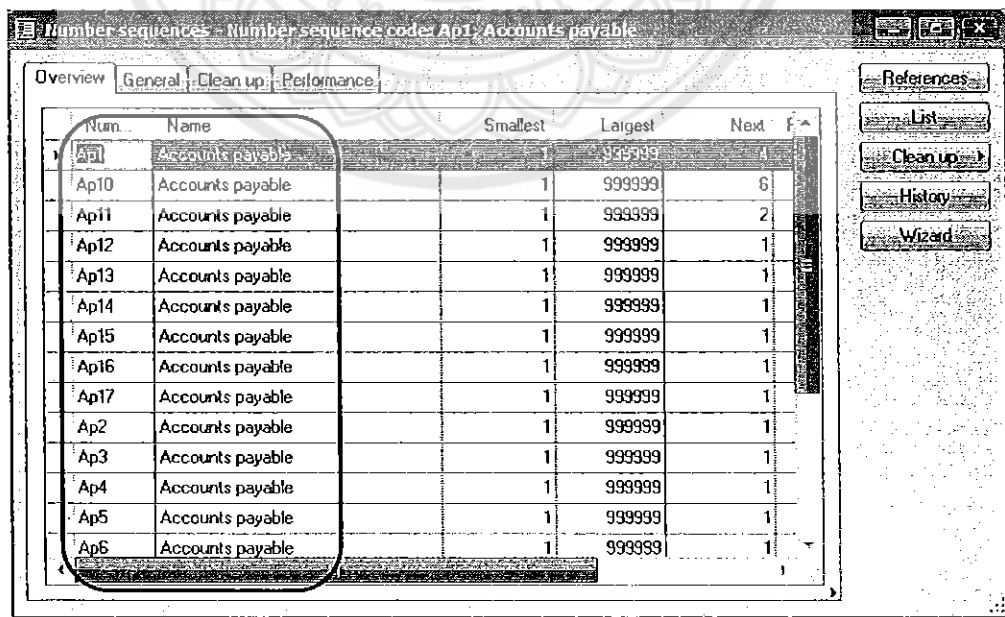 Number sequences - Number sequence code: Ap1, Accounts payable
Overview General Clean up Performance
References
List
Clean up
History
Wizard
Num... Name Smallest Largest Next F
Ap1 Accounts payable 1 999999 4
Ap10 Accounts payable 1 999999 6
Ap11 Accounts payable 1 999999 2
Ap12 Accounts payable 1 999999 1
Ap13 Accounts payable 1 999999 1
Ap14 Accounts payable 1 999999 1
Ap15 Accounts payable 1 999999 1
Ap16 Accounts payable 1 999999 1
Ap17 Accounts payable 1 999999 1
Ap2 Accounts payable 1 999999 1
Ap3 Accounts payable 1 999999 1
Ap4 Accounts payable 1 999999 1
Ap5 Accounts payable 1 999999 1
Ap6 Accounts payable 1 999999 1